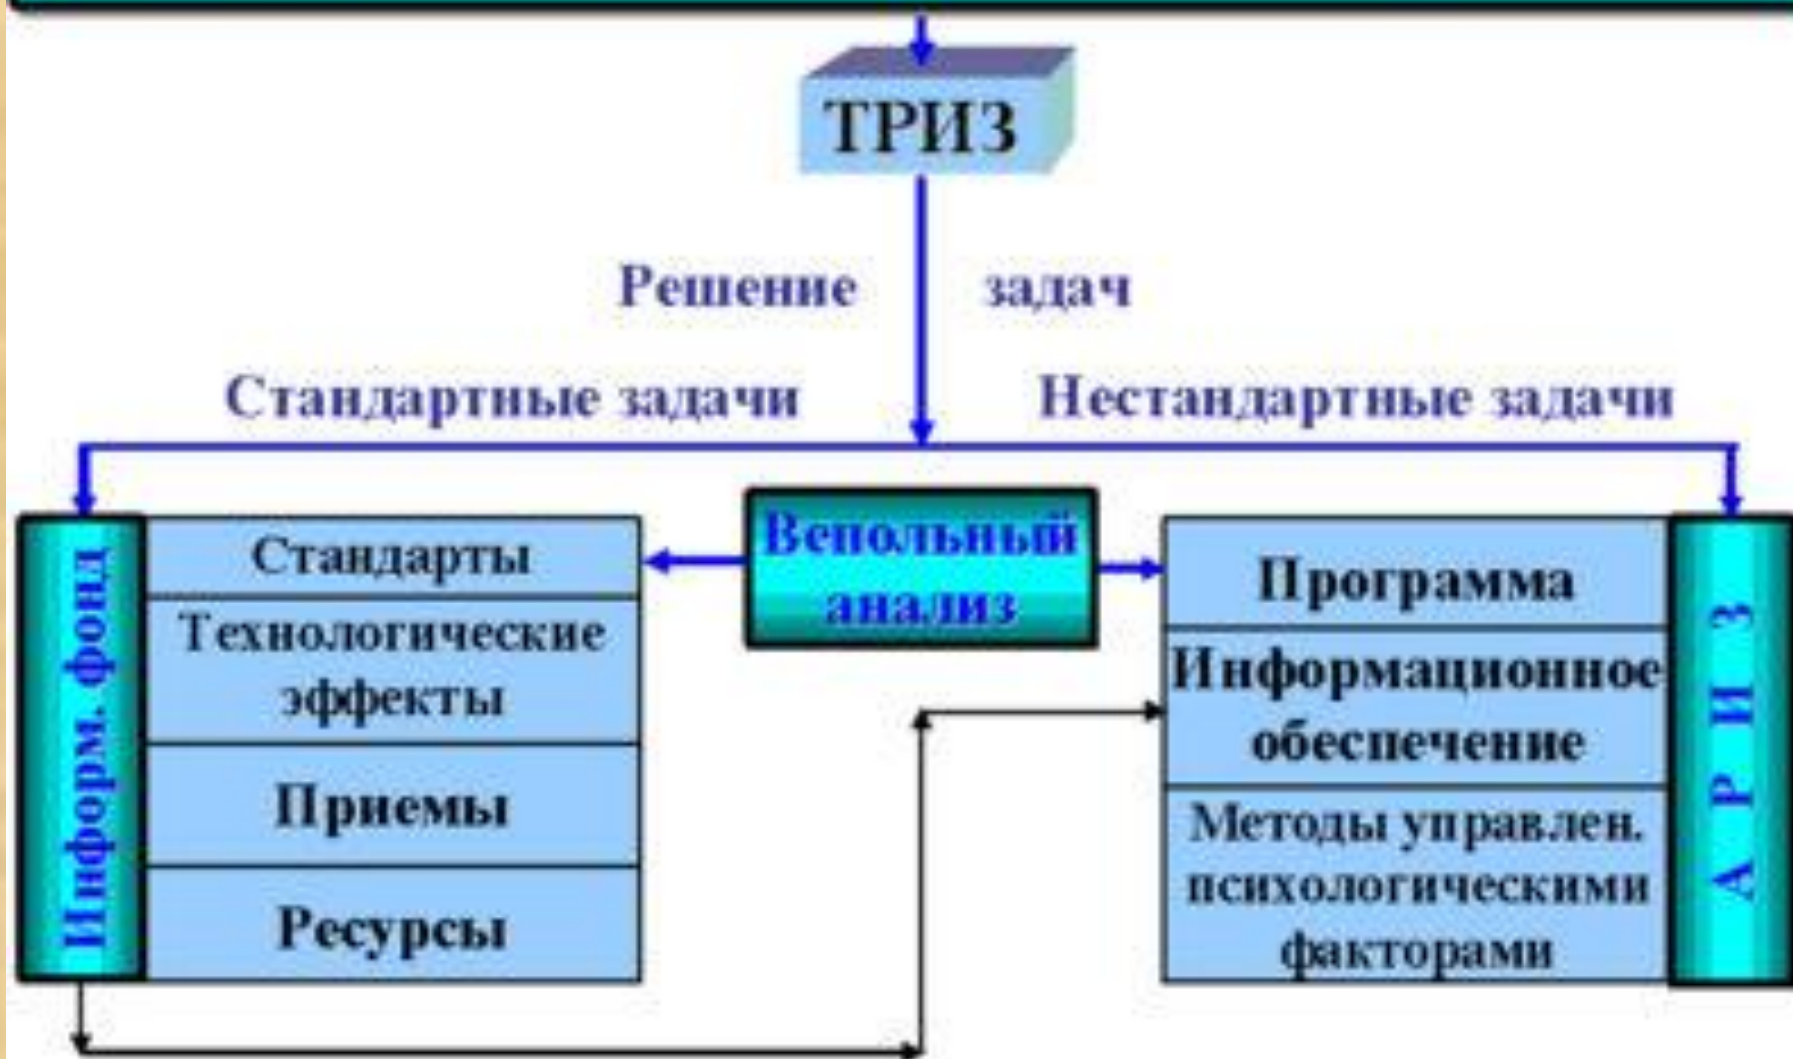 ТРИЗ
Решение задач
Стандартные задачи
Нестандартные задачи
Информ. фонд
Стандарты
Технологические
эффекты
Приемы
Ресурсы
Вепольный
анализ
Программа
Информационное
обеспечение
Методы управлен.
психологическими
факторами
АРИЗ